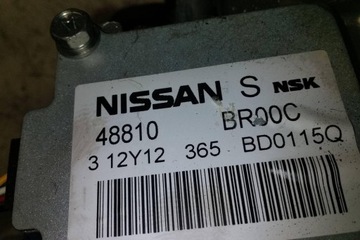 NISSAN S NSK
48810 BR00C
3 12Y12 365 BD0115Q